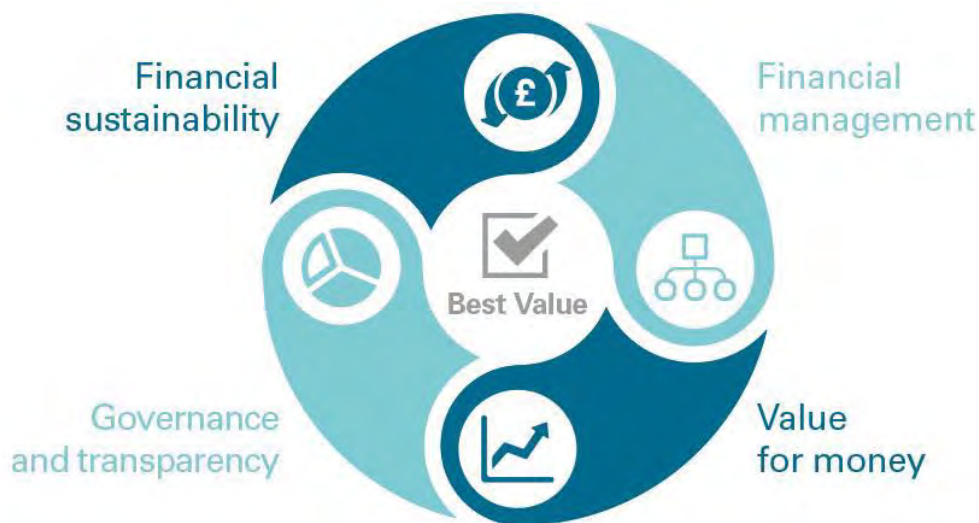 Financial
sustainability
£
Financial
management
Best Value
Governance
and transparency
Value
for money